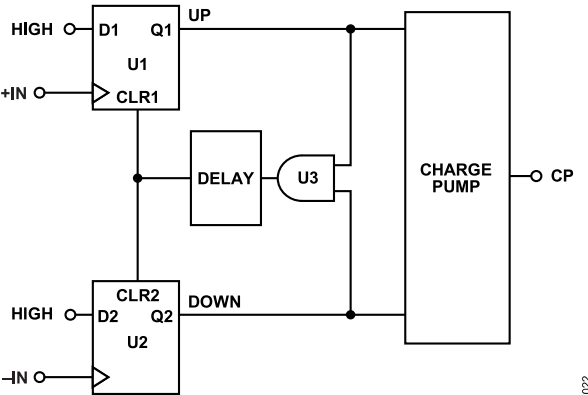 HIGH
D1
Q1
UP
U1
+IN
CLR1
DELAY
U3
CHARGE
PUMP
CP
CLR2
DOWN
HIGH
D2
Q2
U2
–IN
022